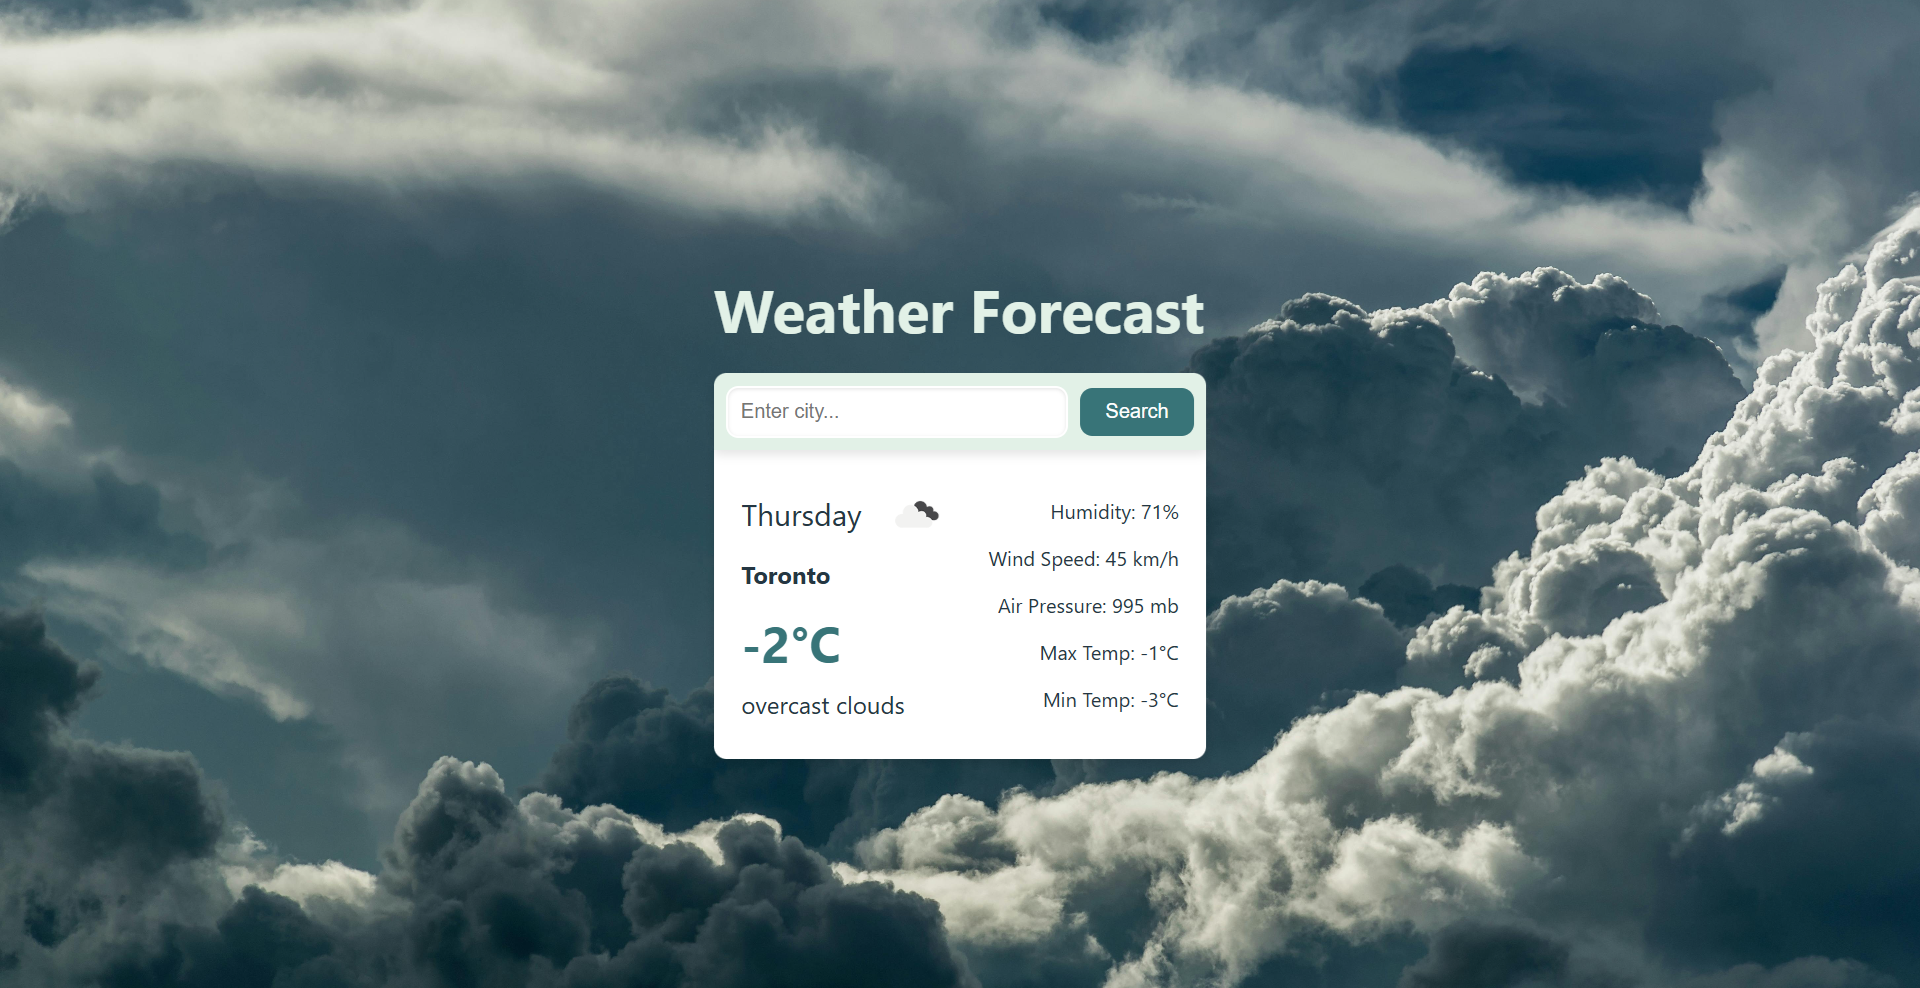 Weather Forecast
Enter city...
Search
Thursday
Toronto
-2°C
overcast clouds
Humidity: 71%
Wind Speed: 45 km/h
Air Pressure: 995 mb
Max Temp: -1°C
Min Temp: -3°C